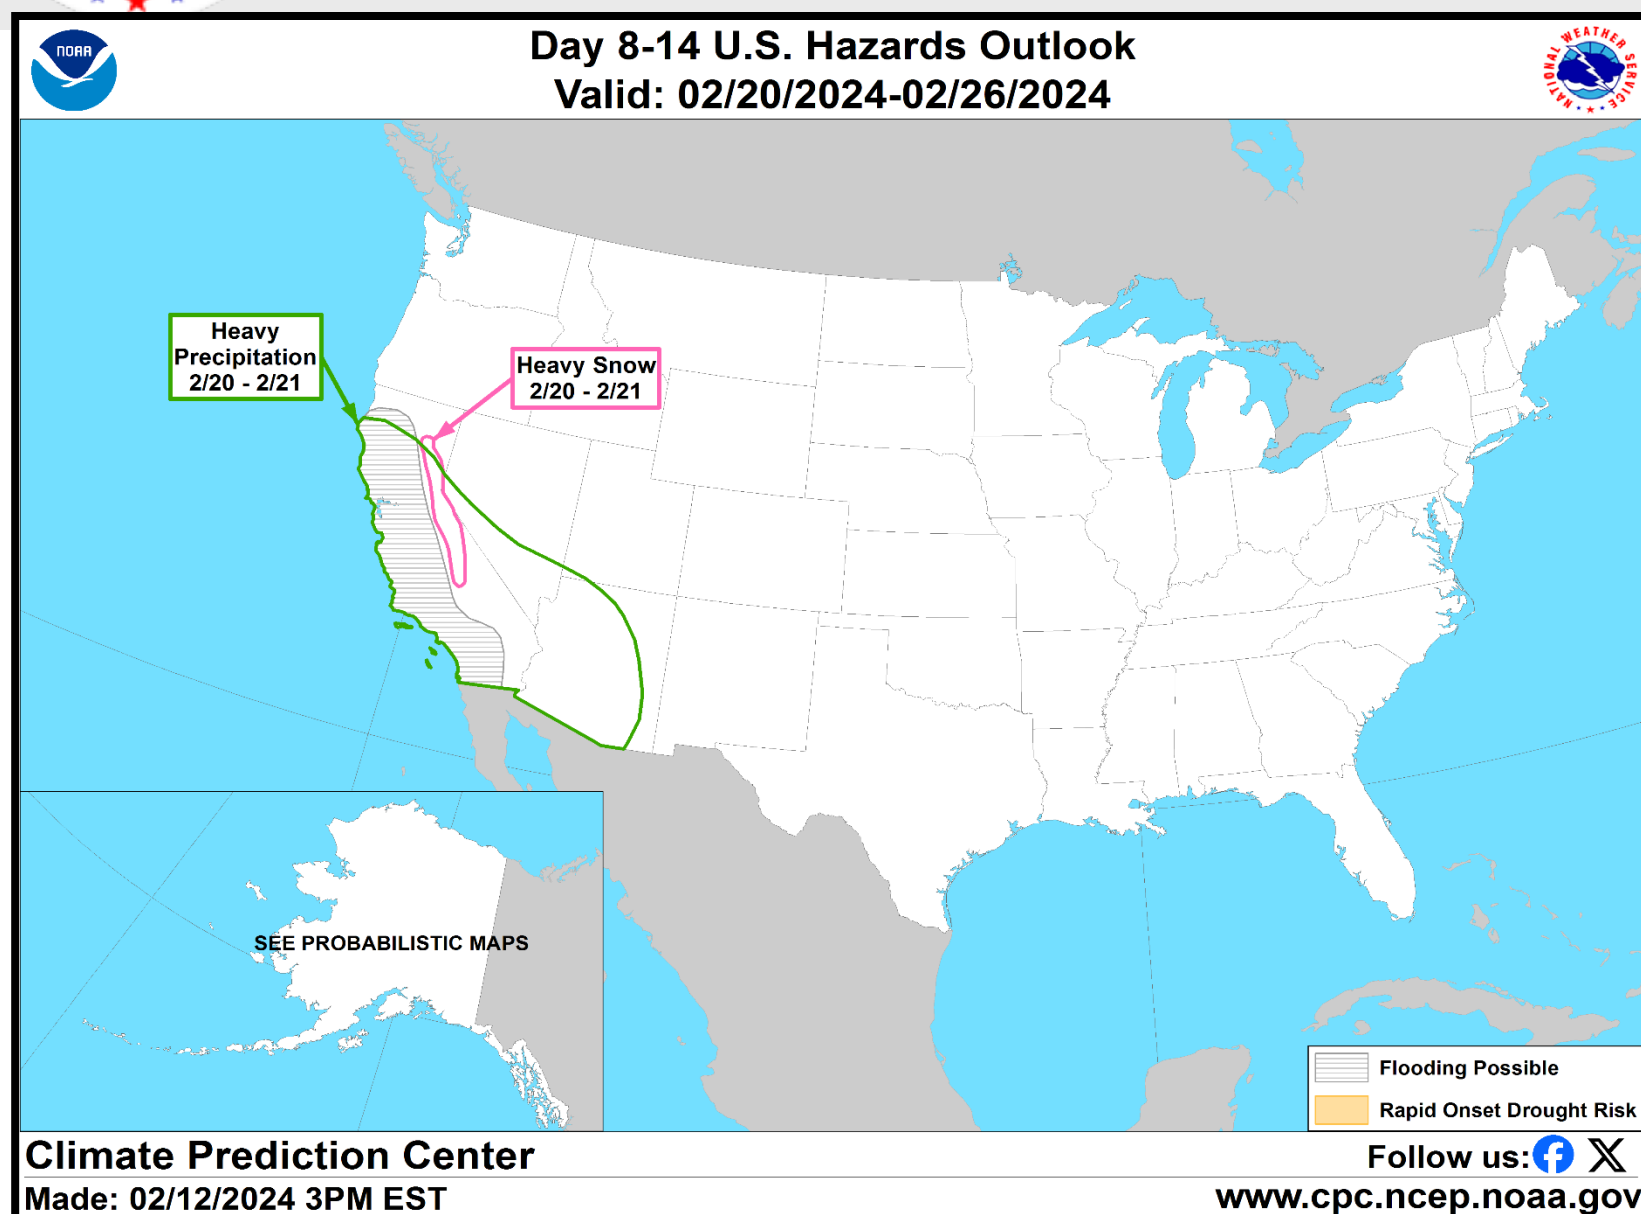 Day 8-14 U.S. Hazards Outlook
Valid: 02/20/2024-02/26/2024
NOAA
NATIONAL WEATHER SERVICE
Heavy
Precipitation
2/20 - 2/21
Heavy Snow
2/20 - 2/21
SEE PROBABILISTIC MAPS
Flooding Possible
Rapid Onset Drought Risk
Climate Prediction Center
Follow us:
Made: 02/12/2024 3PM EST
www.cpc.ncep.noaa.gov